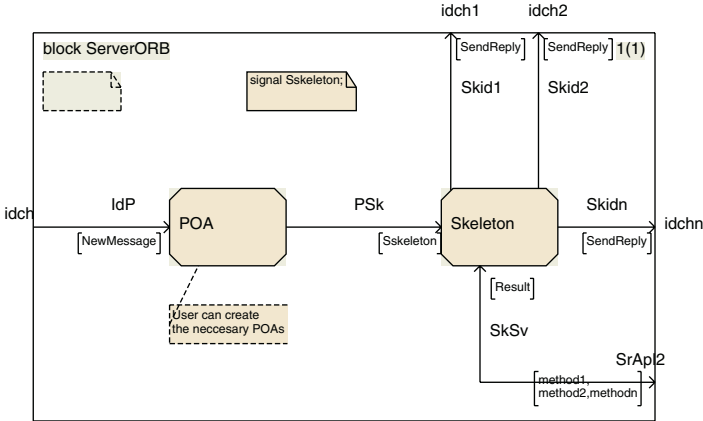 idch1
idch2
block ServerORB
[SendReply]
[SendReply]
1(1)
signal Sskeleton;
Skid1
Skid2
idch
IdP
POA
PSk
Skeleton
Skidn
idchn
[NewMessage]
[Sskeleton]
[SendReply]
[Result]
User can create
the neccesary POAs
SkSv
SrApl2
[method1,
method2,methodn]